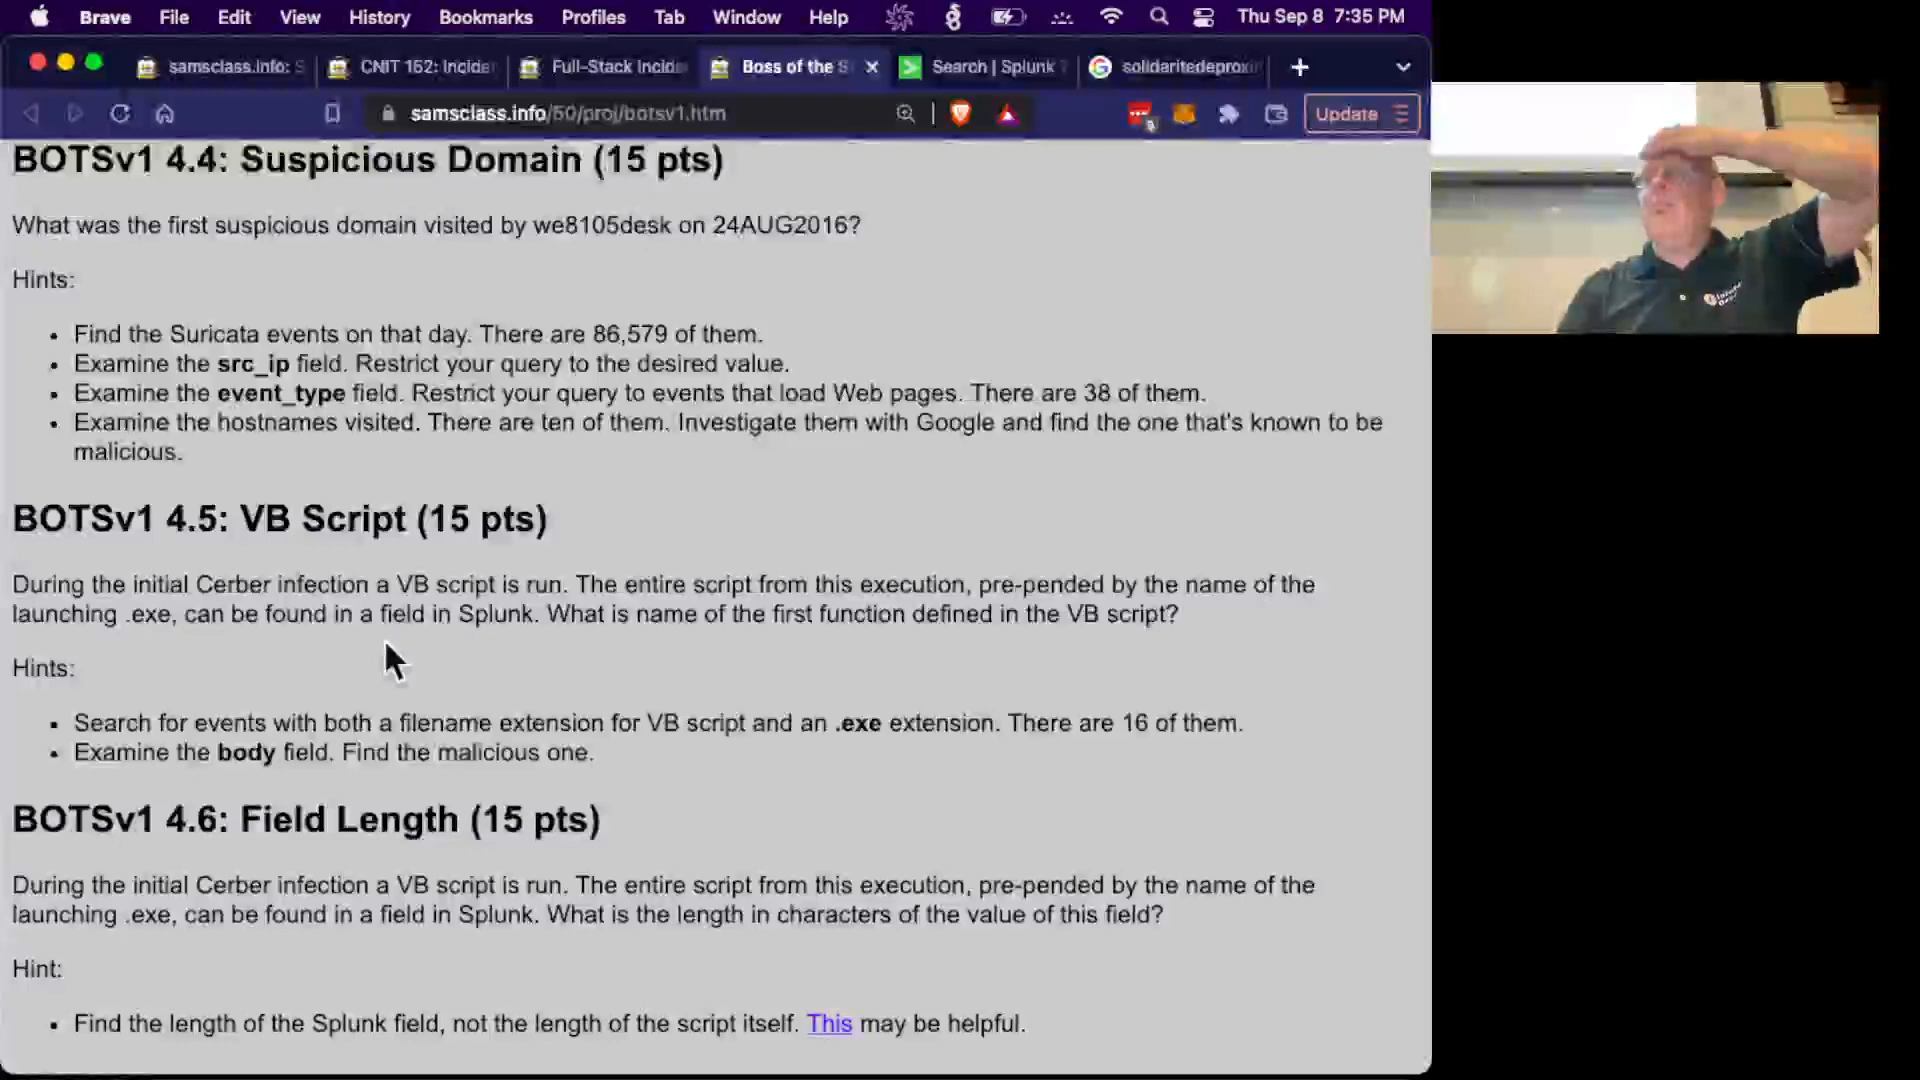 Brave File Edit View History Bookmarks Profiles Tab Window Help Thu Sep 8 7:35 PM
samsclass.info: S CNIT 152: Incide Full-Stack Incide Boss of the S Search | Splunk solidaritedeproxi
samsclass.info/50/proj/botsv1.htm Update
BOTSv1 4.4: Suspicious Domain (15 pts)
What was the first suspicious domain visited by we8105desk on 24AUG2016?
Hints:
Find the Suricata events on that day. There are 86,579 of them.
Examine the src_ip field. Restrict your query to the desired value.
Examine the event_type field. Restrict your query to events that load Web pages. There are 38 of them.
Examine the hostnames visited. There are ten of them. Investigate them with Google and find the one that's known to be
malicious.
BOTSv1 4.5: VB Script (15 pts)
During the initial Cerber infection a VB script is run. The entire script from this execution, pre-pended by the name of the
launching .exe, can be found in a field in Splunk. What is name of the first function defined in the VB script?
Hints:
Search for events with both a filename extension for VB script and an .exe extension. There are 16 of them.
Examine the body field. Find the malicious one.
BOTSv1 4.6: Field Length (15 pts)
During the initial Cerber infection a VB script is run. The entire script from this execution, pre-pended by the name of the
launching .exe, can be found in a field in Splunk. What is the length in characters of the value of this field?
Hint:
Find the length of the Splunk field, not the length of the script itself. This may be helpful.